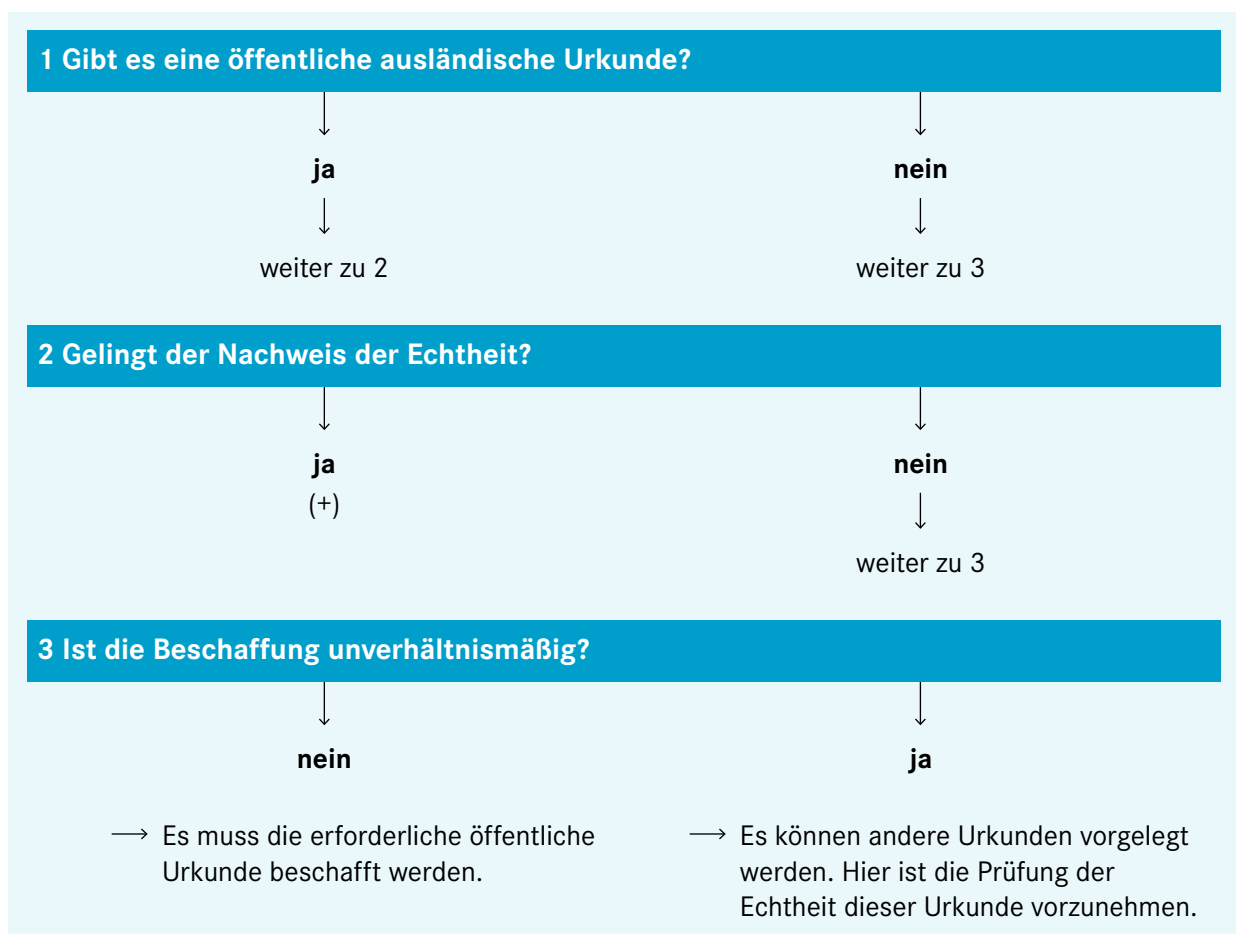 1 Gibt es eine öffentliche ausländische Urkunde?
ja
nein
weiter zu 2
weiter zu 3
2 Gelingt der Nachweis der Echtheit?
ja
nein
(+)
weiter zu 3
3 Ist die Beschaffung unverhältnismäßig?
nein
ja
Es muss die erforderliche öffentliche
Urkunde beschafft werden.
Es können andere Urkunden vorgelegt
werden. Hier ist die Prüfung der
Echtheit dieser Urkunde vorzunehmen.